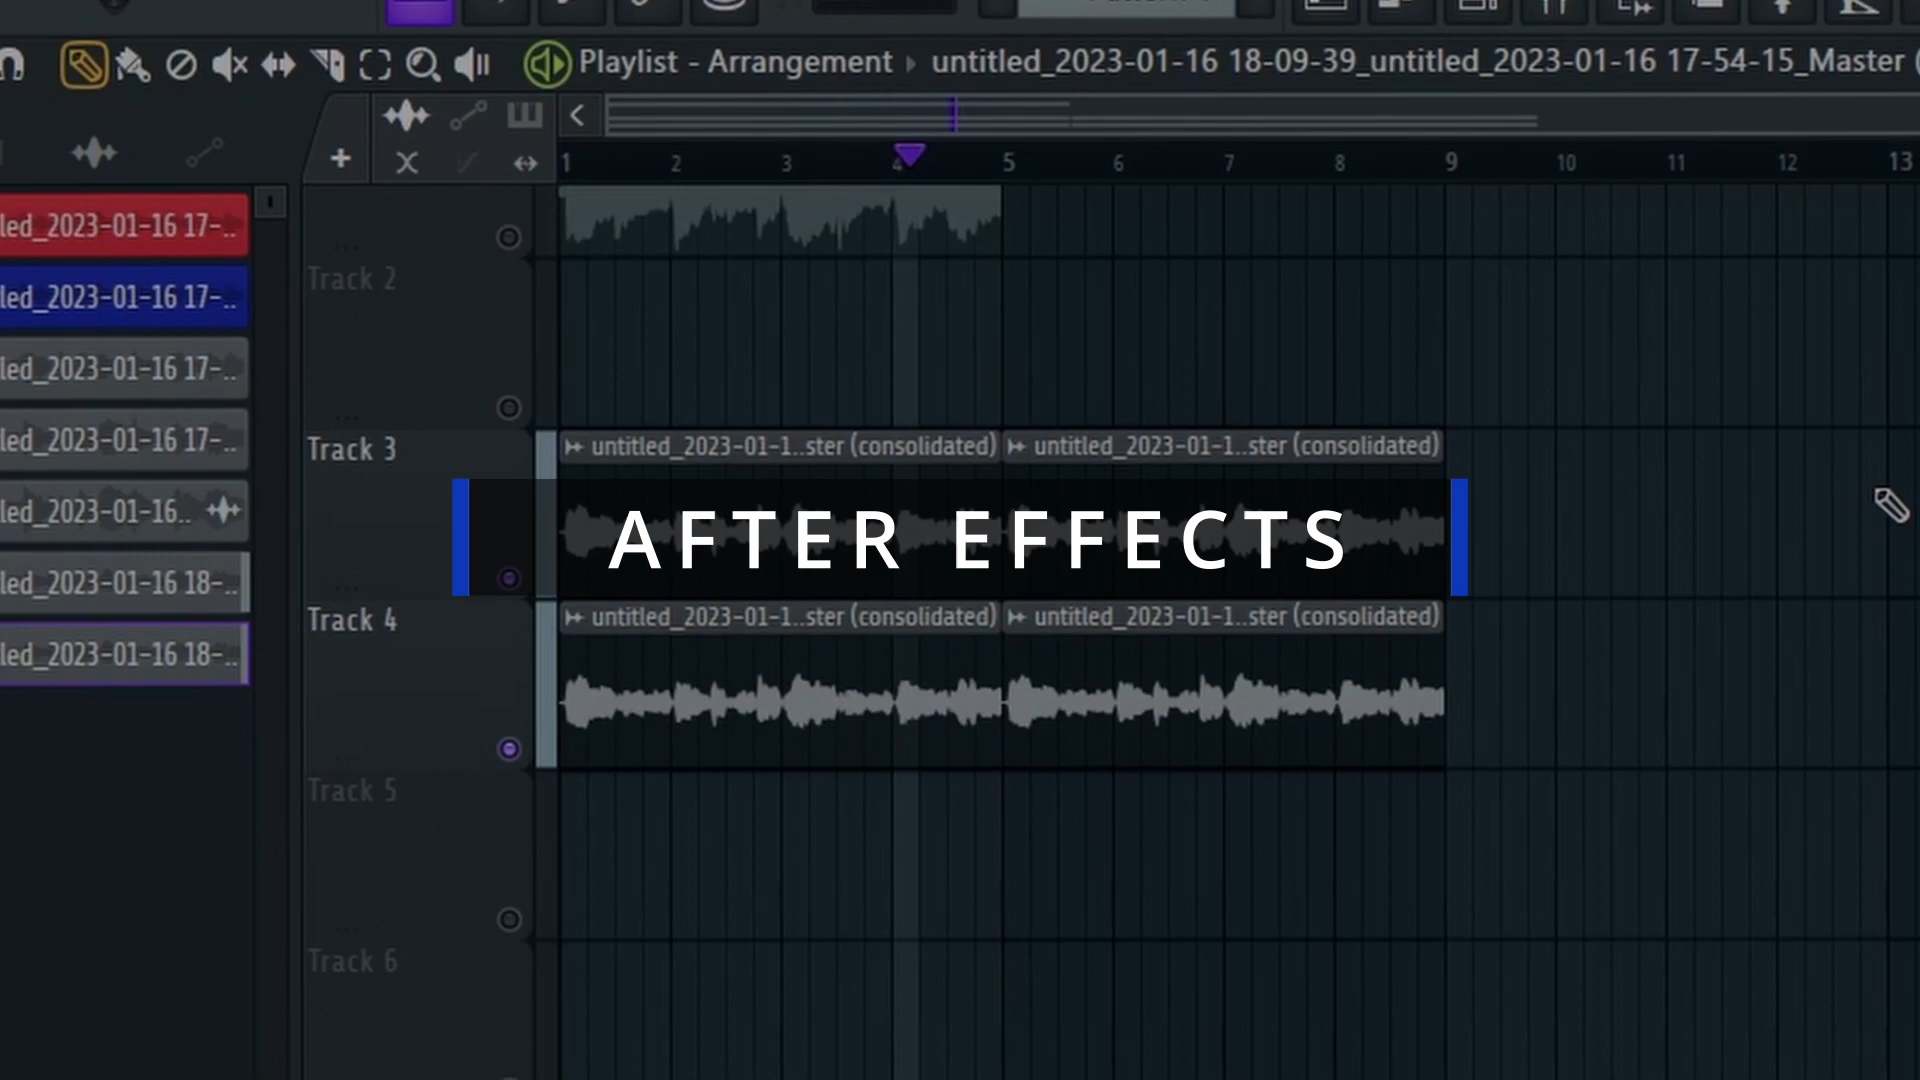 Playlist - Arrangement ▸ untitled_2023-01-16 18-09-39_untitled_2023-01-16 17-54-15_Master (
1 2 3 4 5 6 7 8 9 10 11 12 13
led_2023-01-16 17-..
led_2023-01-16 17-..
led_2023-01-16 17-..
led_2023-01-16 17-..
led_2023-01-16..
led_2023-01-16 18-..
led_2023-01-16 18-..
Track 2
Track 3
untitled_2023-01-1..ster (consolidated)
untitled_2023-01-1..ster (consolidated)
AFTER EFFECTS
Track 4
untitled_2023-01-1..ster (consolidated)
untitled_2023-01-1..ster (consolidated)
Track 5
Track 6